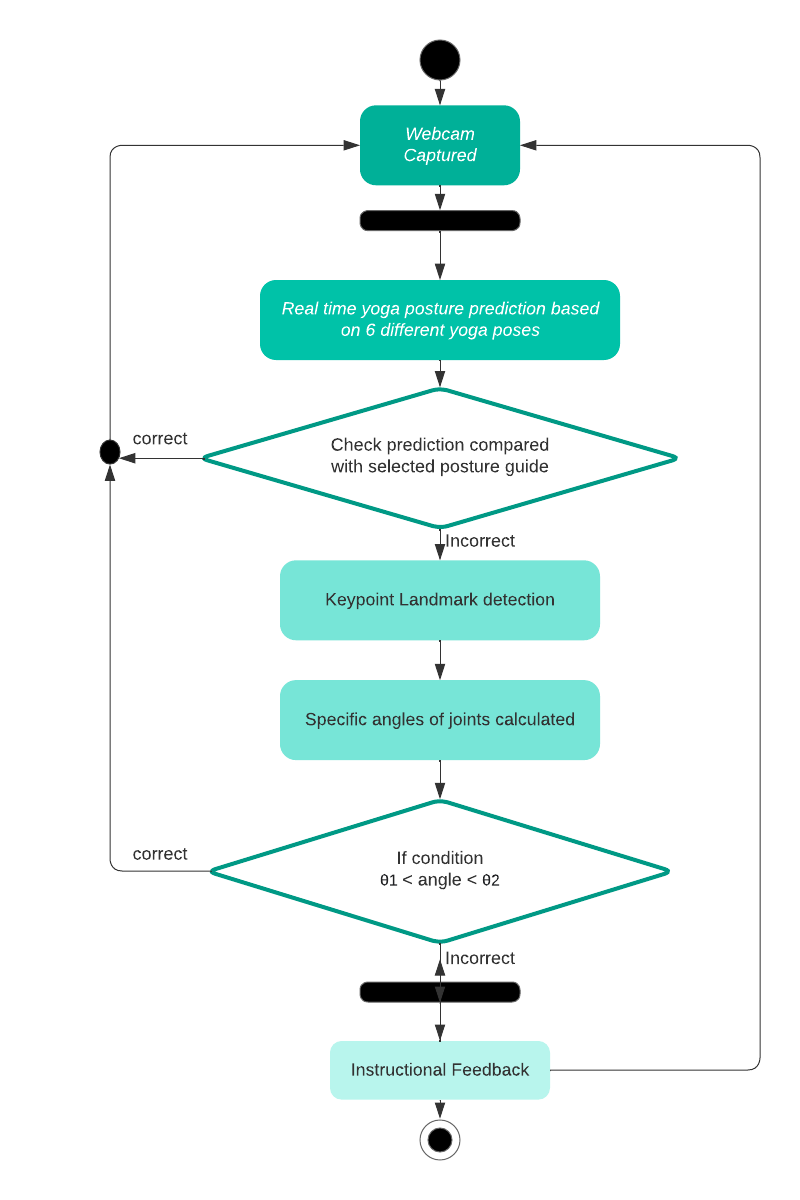 Webcam
Captured
Real time yoga posture prediction based
on 6 different yoga poses
correct
Check prediction compared
with selected posture guide
Incorrect
Keypoint Landmark detection
Specific angles of joints calculated
correct
If condition
θ1 < angle < θ2
Incorrect
Instructional Feedback